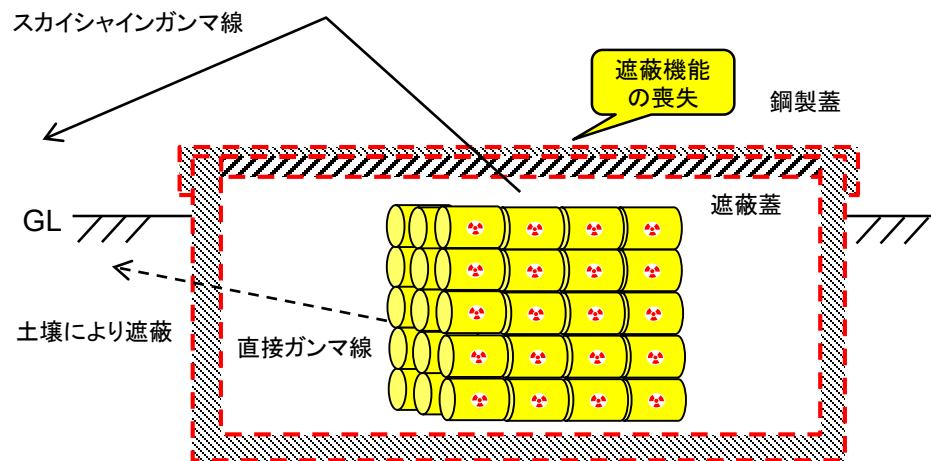 スカイシャインガンマ線
遮蔽機能
の喪失
鋼製蓋
遮蔽蓋
GL
土壌により遮蔽
直接ガンマ線